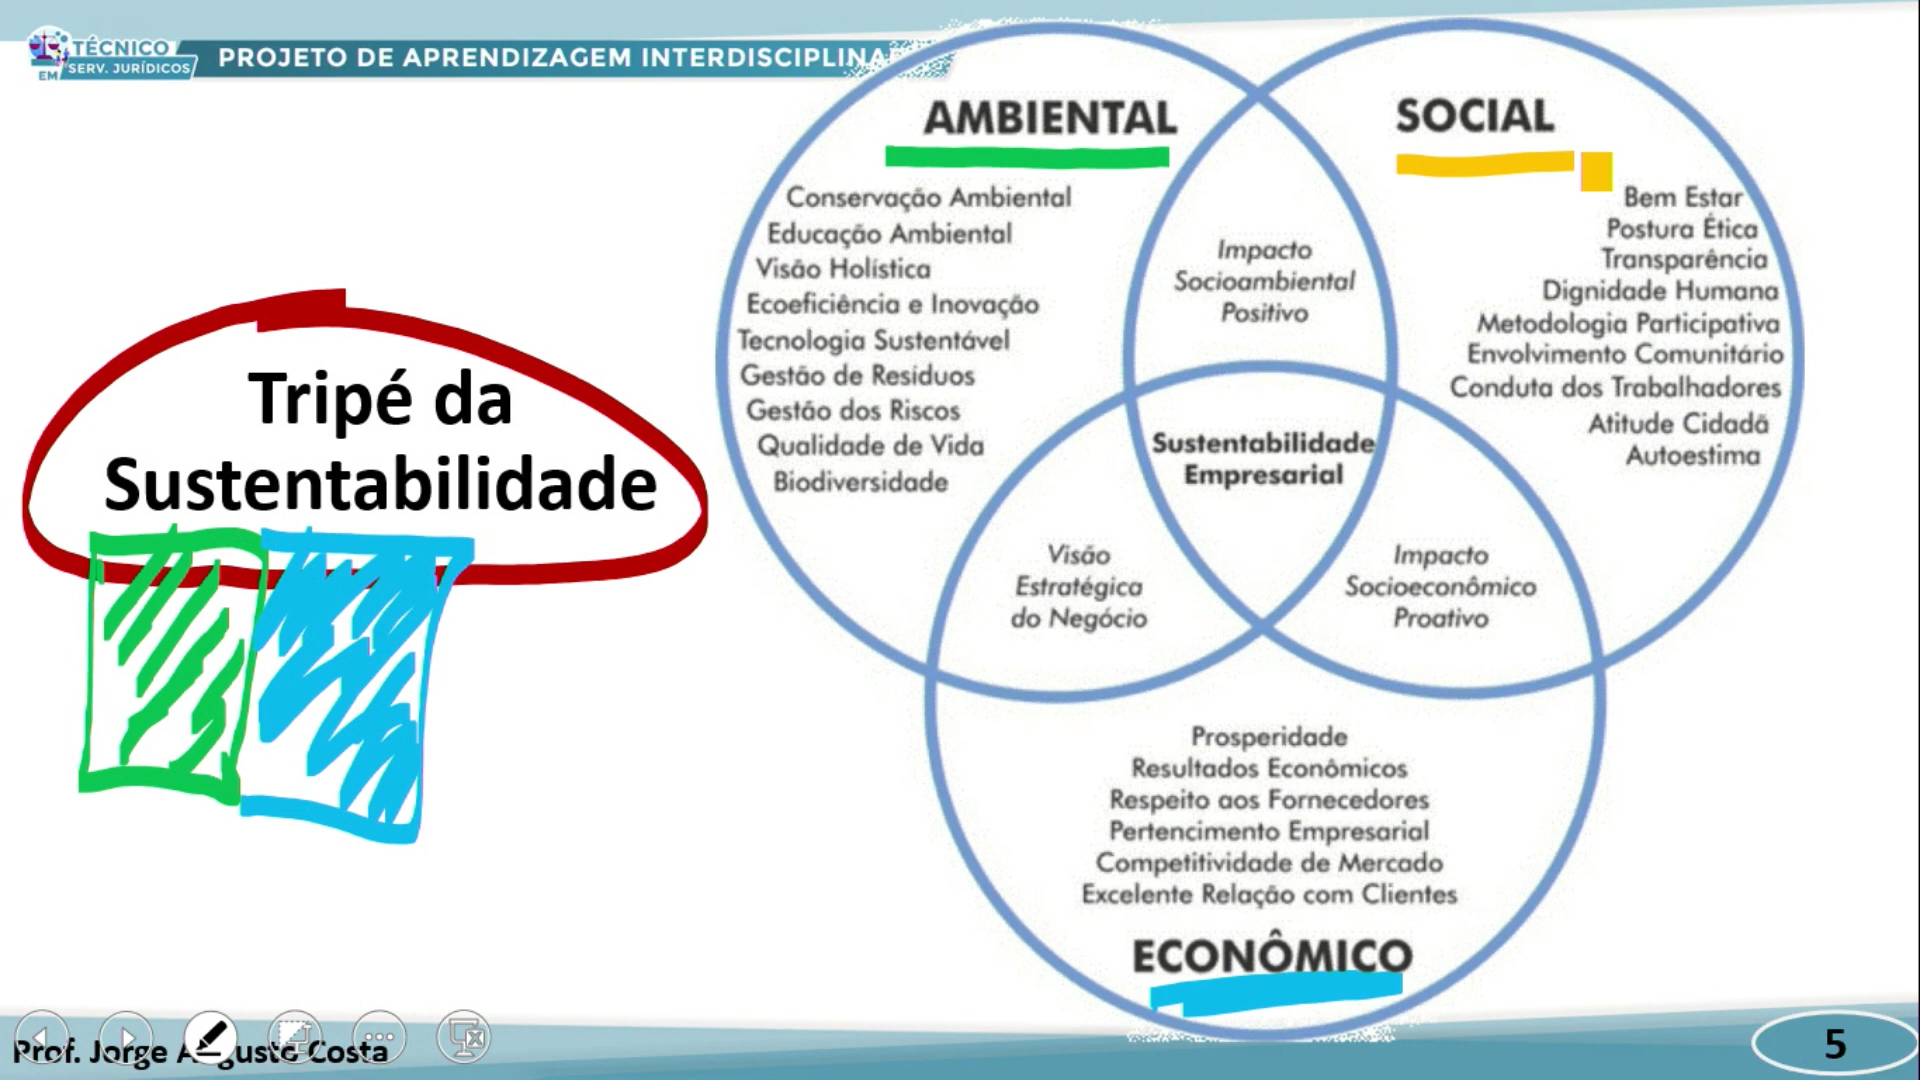 TÉCNICO
EM SERV. JURÍDICOS
PROJETO DE APRENDIZAGEM INTERDISCIPLINA
Tripé da
Sustentabilidade
AMBIENTAL
Conservação Ambiental
Educação Ambiental
Visão Holística
Ecoeficiência e Inovação
Tecnologia Sustentável
Gestão de Resíduos
Gestão dos Riscos
Qualidade de Vida
Biodiversidade
Impacto
Socioambiental
Positivo
SOCIAL
Bem Estar
Postura Ética
Transparência
Dignidade Humana
Metodologia Participativa
Envolvimento Comunitário
Conduta dos Trabalhadores
Atitude Cidadã
Autoestima
Sustentabilidade
Empresarial
Visão
Estratégica
do Negócio
Impacto
Socioeconômico
Proativo
Prosperidade
Resultados Econômicos
Respeito aos Fornecedores
Pertencimento Empresarial
Competitividade de Mercado
Excelente Relação com Clientes
ECONÔMICO
Prof. Jorge Augusto Costa
5